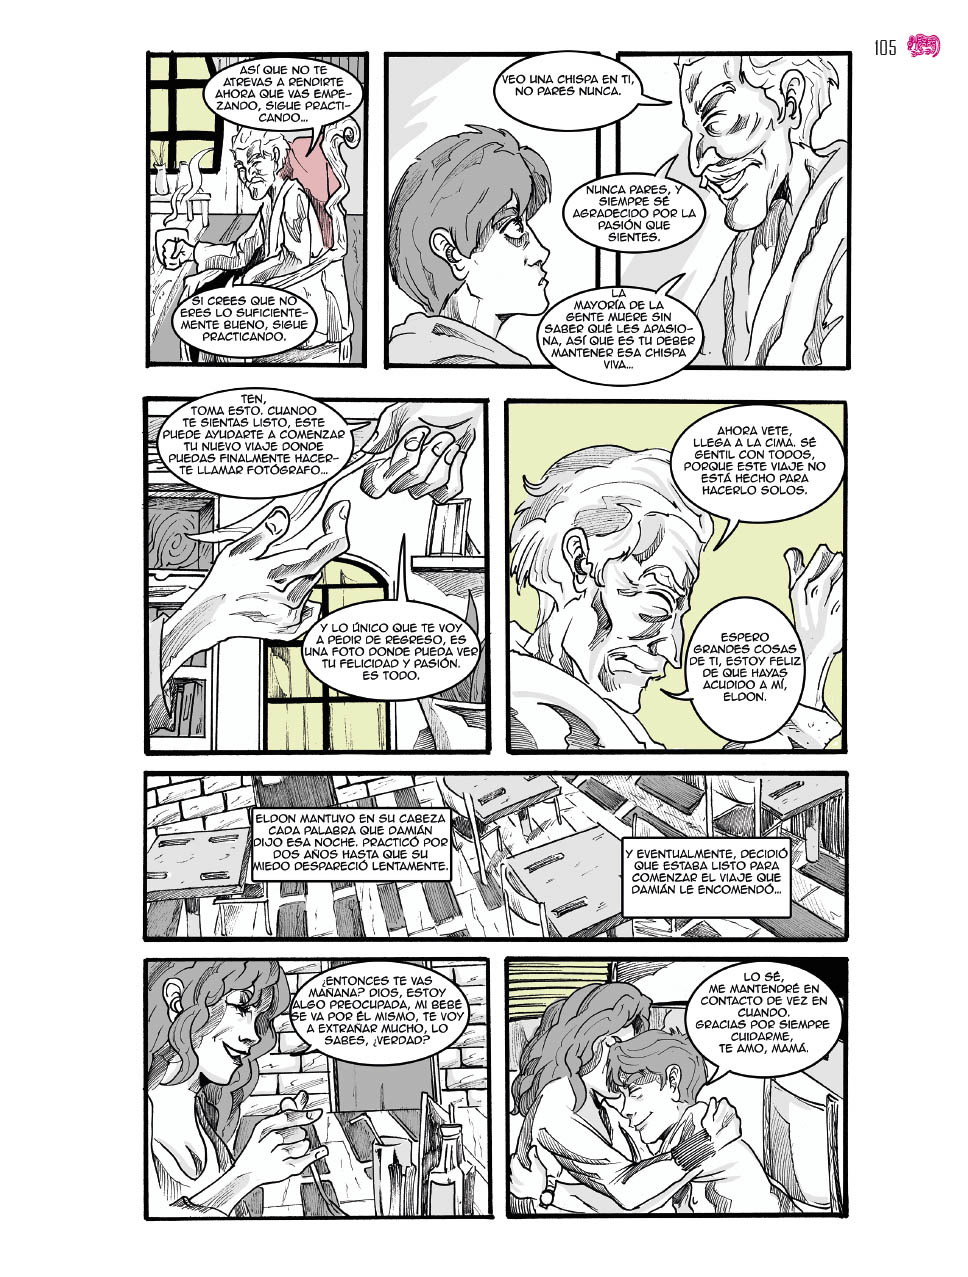 105
ASÍ QUE NO TE
ATREVAS A RENDIRTE
AHORA QUE VAS EMPE-
ZANDO, SIGUE PRACTI-
CANDO...
SI CREES QUE NO
ERES LO SUFICIENTE-
MENTE BUENO, SIGUE
PRACTICANDO.
VEO UNA CHISPA EN TI,
NO PARES NUNCA.
NUNCA PARES, Y
SIEMPRE SÉ
AGRADECIDO POR LA
PASIÓN QUE
SIENTES.
LA
MAYORÍA DE LA
GENTE MUERE SIN
SABER QUÉ LES APASIO-
NA, ASÍ QUE ES TU DEBER
MANTENER ESA CHISPA
VIVA...
TEN,
TOMA ESTO. CUANDO
TE SIENTAS LISTO, ESTE
PUEDE AYUDARTE A COMENZAR
TU NUEVO VIAJE DONDE
PUEDAS FINALMENTE HACER-
TE LLAMAR FOTÓGRAFO...
Y LO ÚNICO QUE TE VOY
A PEDIR DE REGRESO, ES
UNA FOTO DONDE PUEDA VER
TU FELICIDAD Y PASIÓN.
ES TODO.
AHORA VETE,
LLEGA A LA CIMA. SÉ
GENTIL CON TODOS,
PORQUE ESTE VIAJE NO
ESTÁ HECHO PARA
HACERLO SOLOS.
ESPERO
GRANDES COSAS
DE TI, ESTOY FELIZ
DE QUE HAYAS
ACUDIDO A MÍ,
ELDON.
ELDON MANTUVO EN SU CABEZA
CADA PALABRA QUE DAMIÁN
DIJO ESA NOCHE. PRACTICÓ POR
DOS AÑOS HASTA QUE SU
MIEDO DESPARECIÓ LENTAMENTE.
Y EVENTUALMENTE, DECIDIÓ
QUE ESTABA LISTO PARA
COMENZAR EL VIAJE QUE
DAMIÁN LE ENCOMENDÓ...
¿ENTONCES TE VAS
MAÑANA? DIOS, ESTOY
ALGO PREOCUPADA, MI BEBÉ
SE VA POR ÉL MISMO, TE VOY
A EXTRAÑAR MUCHO, LO
SABES, ¿VERDAD?
LO SÉ,
ME MANTENDRÉ EN
CONTACTO DE VEZ EN
CUANDO.
GRACIAS POR SIEMPRE
CUIDARME,
TE AMO, MAMÁ.